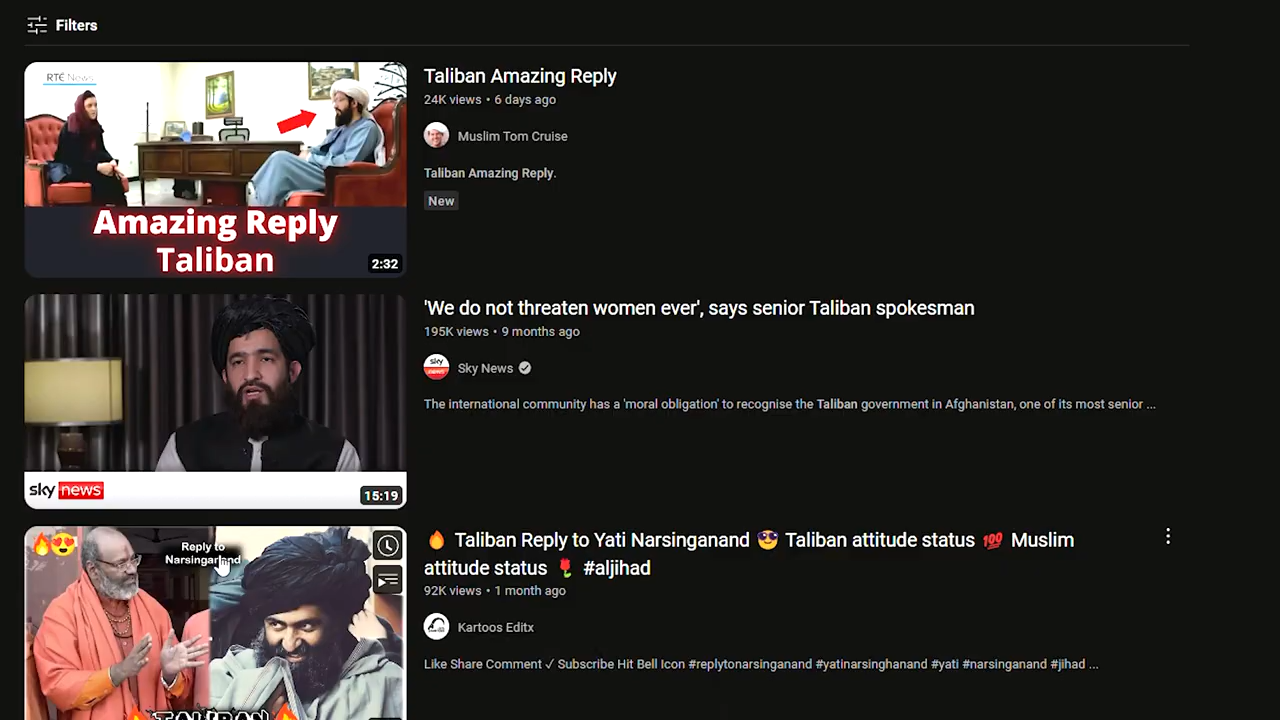 Filters
RTÉ News
Amazing Reply
Taliban
2:32
Taliban Amazing Reply
24K views • 6 days ago
Muslim Tom Cruise
Taliban Amazing Reply.
New
sky news
15:19
'We do not threaten women ever', says senior Taliban spokesman
195K views • 9 months ago
sky news
Sky News
The international community has a 'moral obligation' to recognise the Taliban government in Afghanistan, one of its most senior ...
Reply to
Narsinganand
TALIBAN
🔥 Taliban Reply to Yati Narsinganand 😎 Taliban attitude status 💯 Muslim
attitude status 🌷 #aljihad
92K views • 1 month ago
Kartoos Editx
Like Share Comment ✓ Subscribe Hit Bell Icon #replytonarsinganand #yatinarsinghanand #yati #narsinganand #jihad ...